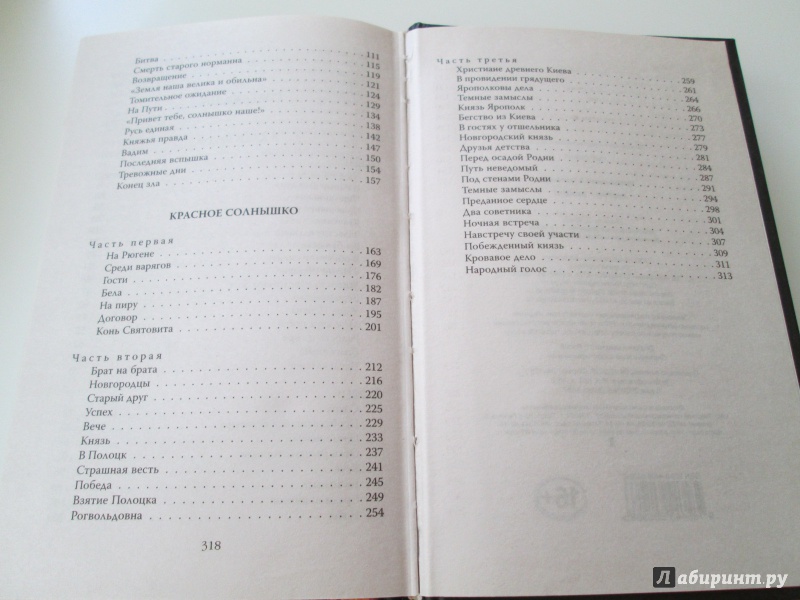 Битва . . . 111
Смерть старого норманна . . . 115
Возвращение . . . 119
«Земля наша велика и обильна» . . . 121
Томительное ожидание . . . 124
На Пути . . . 129
«Привет тебе, солнышко наше!» . . . 134
Русь единая . . . 138
Княжья правда . . . 142
Вадим . . . 147
Последняя вспышка . . . 150
Тревожные дни . . . 154
Конец зла . . . 157
КРАСНОЕ СОЛНЫШКО
Часть первая
На Рюгене . . . 163
Среди варягов . . . 169
Гости . . . 176
Бела . . . 182
На пиру . . . 187
Договор . . . 195
Конь Святовита . . . 201
Часть вторая
Брат на брата . . . 212
Новгородцы . . . 216
Старый друг . . . 220
Успех . . . 225
Вече . . . 229
Князь . . . 233
В Полоцк . . . 237
Страшная весть . . . 241
Победа . . . 245
Взятие Полоцка . . . 249
Рогвольдовна . . . 254
318
Часть третья
Христиане древнего Киева . . . 259
В провидении грядущего . . . 261
Ярополковы дела . . . 264
Темные замыслы . . . 266
Князь Ярополк . . . 270
Бегство из Киева . . . 273
В гостях у отшельника . . . 277
Новгородский князь . . . 279
Друзья детства . . . 281
Перед осадой Родни . . . 284
Путь неведомый . . . 287
Под стенами Родни . . . 291
Темные замыслы . . . 294
Преданное сердце . . . 298
Два советника . . . 301
Ночная встреча . . . 304
Навстречу своей участи . . . 307
Побежденный князь . . . 309
Кровавое дело . . . 311
Народный голос . . . 313
16+
Лабиринт.ру